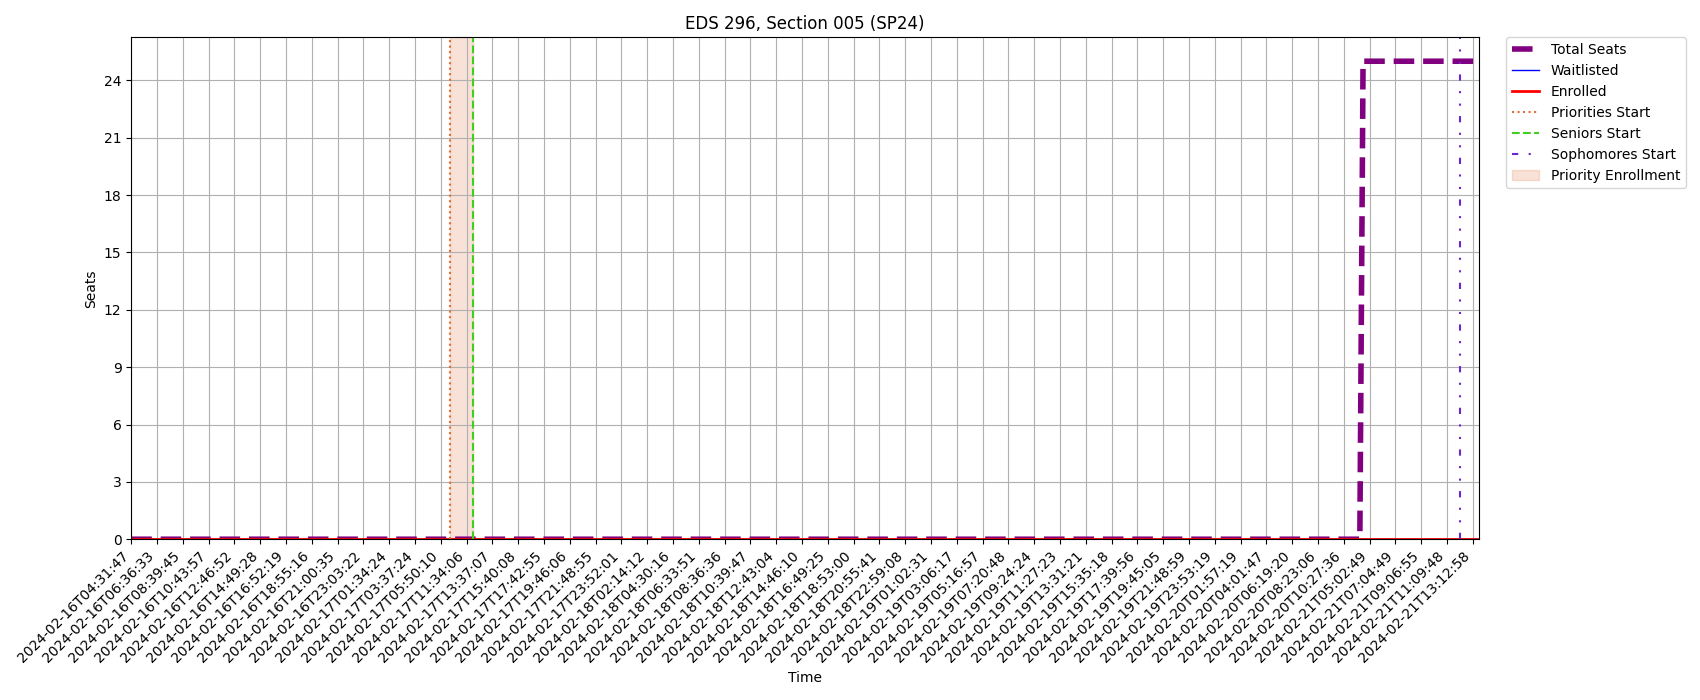 EDS 296, Section 005 (SP24)
Total Seats
Waitlisted
Enrolled
Priorities Start
Seniors Start
Sophomores Start
Priority Enrollment
Seats
24
21
18
15
12
9
6
3
0
2024-02-16T04:31:47
2024-02-16T06:36:33
2024-02-16T08:39:45
2024-02-16T10:43:57
2024-02-16T12:46:52
2024-02-16T14:49:28
2024-02-16T16:52:19
2024-02-16T18:55:16
2024-02-16T21:00:35
2024-02-16T23:03:22
2024-02-17T01:34:24
2024-02-17T03:37:24
2024-02-17T05:50:10
2024-02-17T11:34:06
2024-02-17T13:37:07
2024-02-17T15:40:08
2024-02-17T17:42:55
2024-02-17T19:46:06
2024-02-17T21:48:55
2024-02-17T23:52:01
2024-02-18T02:14:12
2024-02-18T04:30:16
2024-02-18T06:33:51
2024-02-18T08:36:36
2024-02-18T10:39:47
2024-02-18T12:43:04
2024-02-18T14:46:10
2024-02-18T16:49:25
2024-02-18T18:53:00
2024-02-18T20:55:41
2024-02-18T22:59:08
2024-02-19T01:02:31
2024-02-19T03:06:17
2024-02-19T05:16:57
2024-02-19T07:20:48
2024-02-19T09:24:24
2024-02-19T11:27:23
2024-02-19T13:31:21
2024-02-19T15:35:18
2024-02-19T17:39:56
2024-02-19T19:45:05
2024-02-19T21:48:59
2024-02-19T23:53:19
2024-02-20T01:57:19
2024-02-20T04:01:47
2024-02-20T06:19:20
2024-02-20T08:23:06
2024-02-20T10:27:36
2024-02-21T05:02:49
2024-02-21T07:04:49
2024-02-21T09:06:55
2024-02-21T11:09:48
2024-02-21T13:12:58
Time